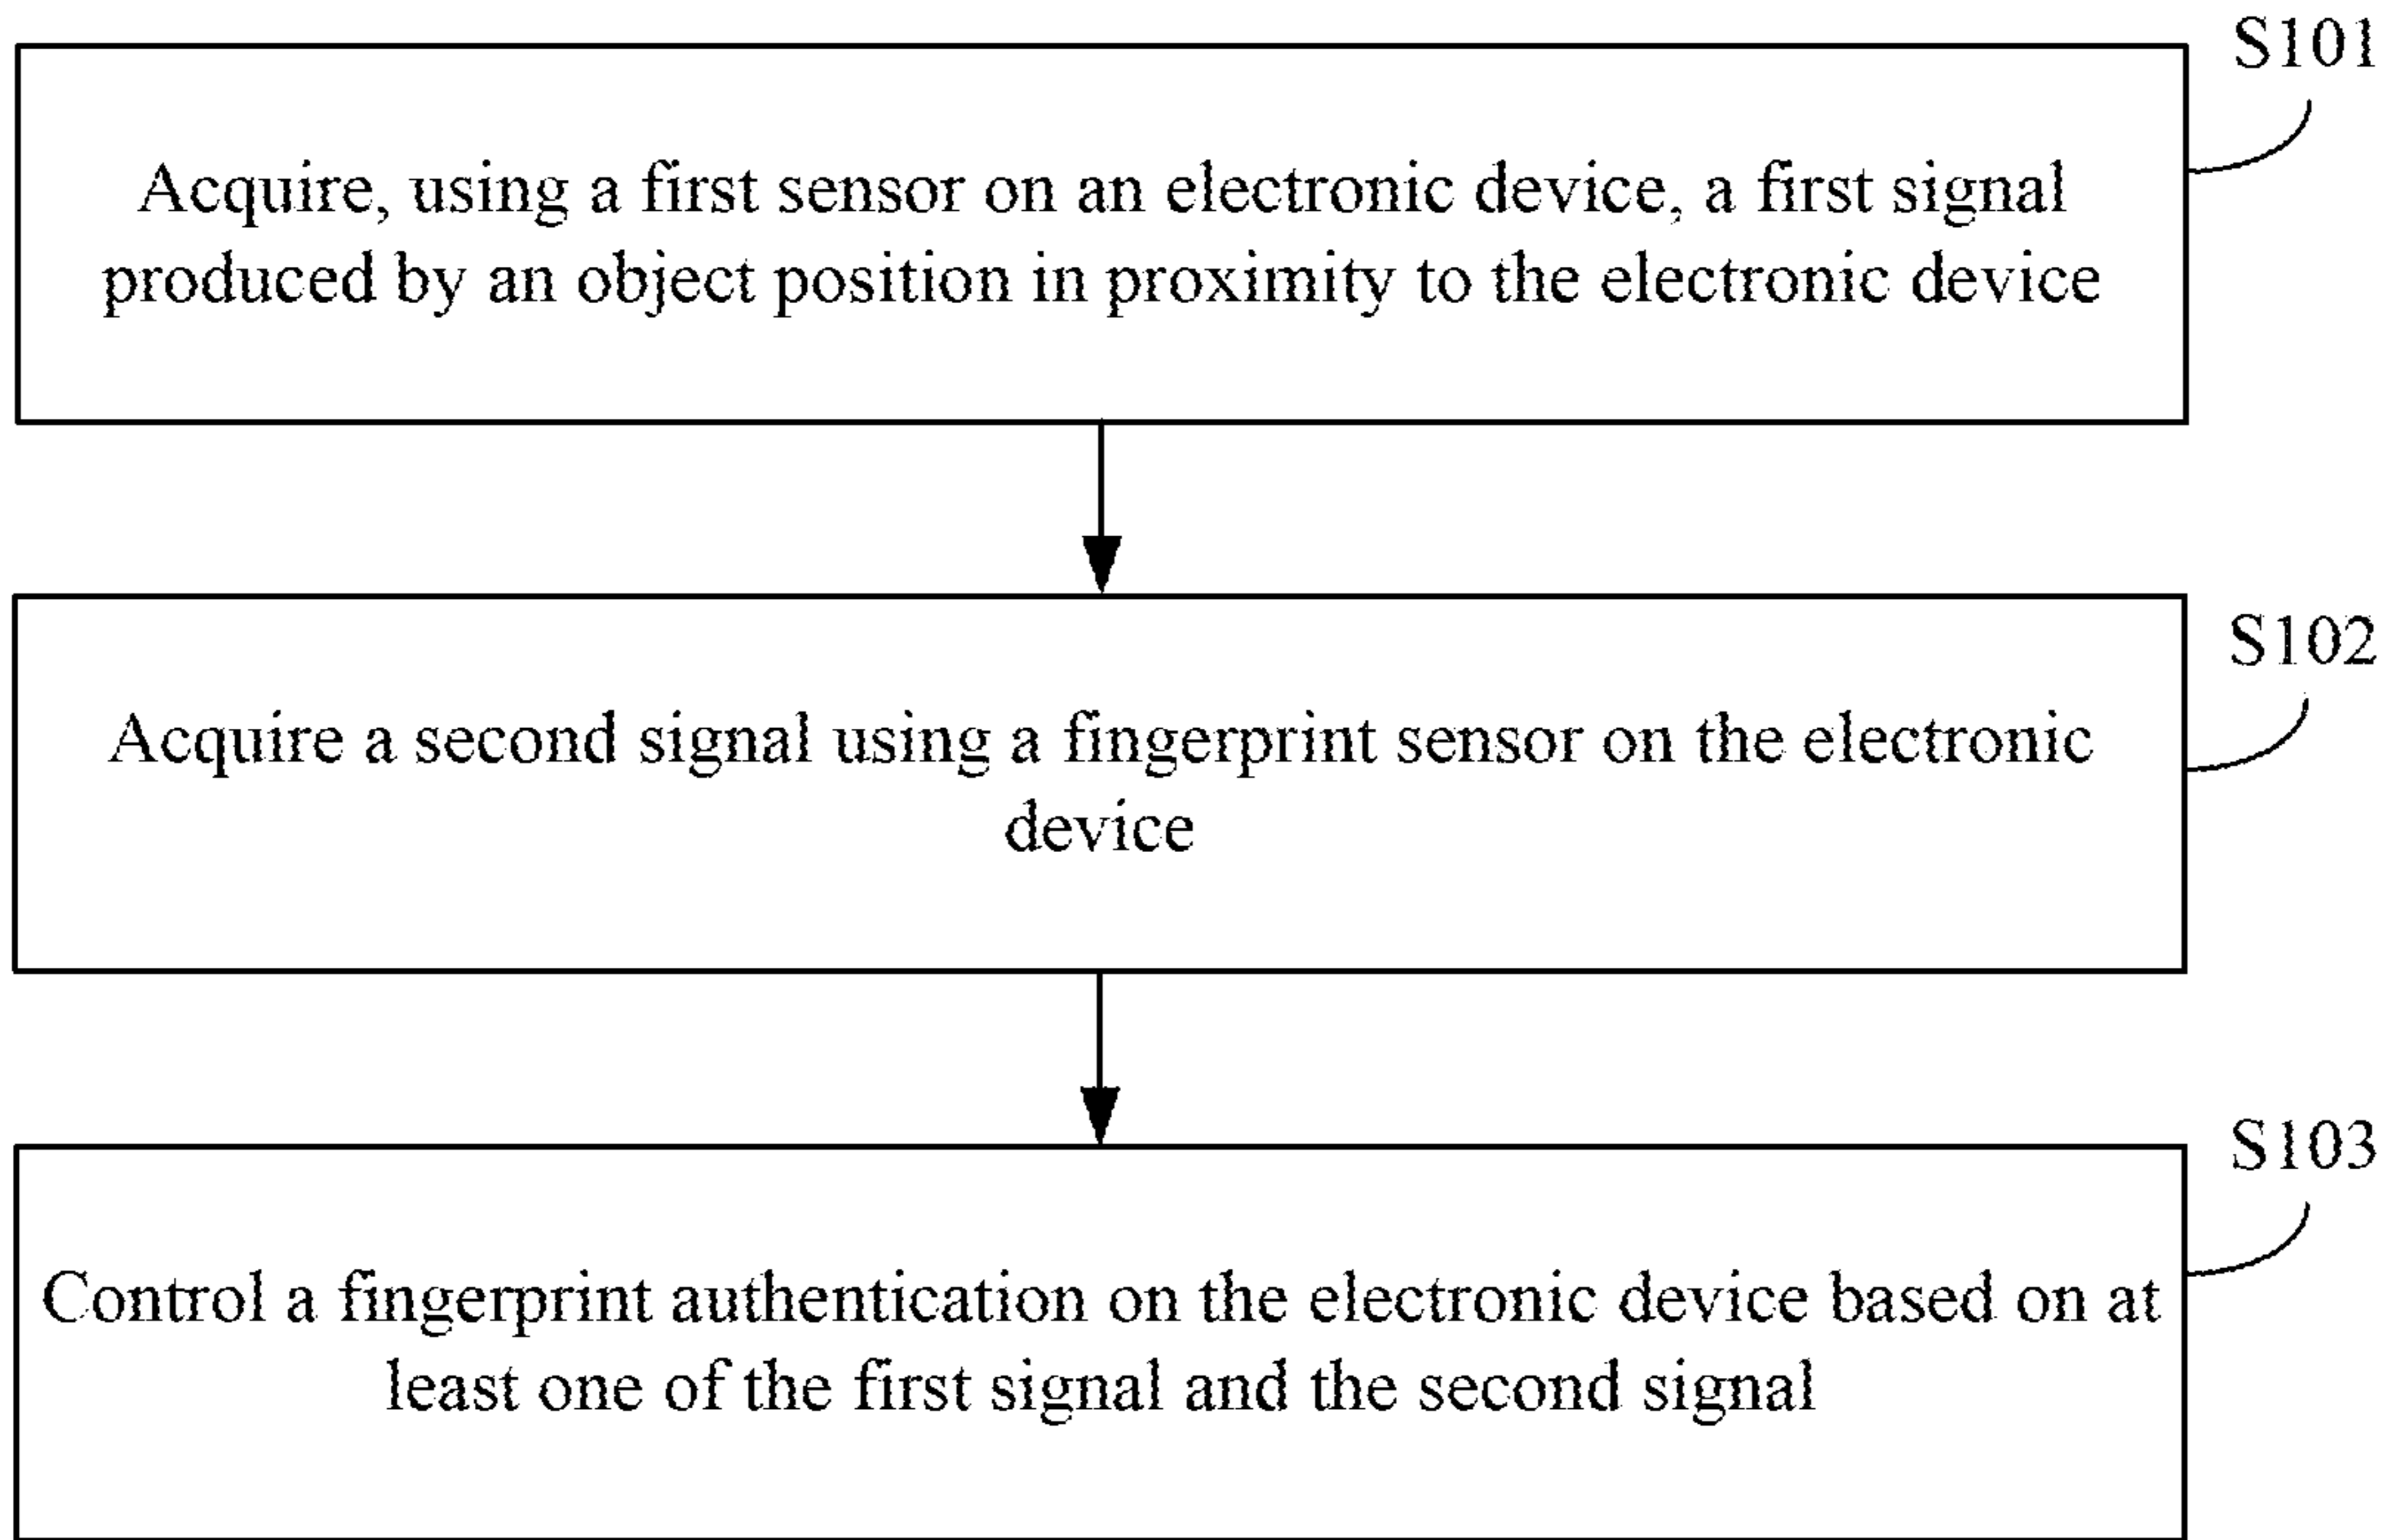 S101
Acquire, using a first sensor on an electronic device, a first signal
produced by an object position in proximity to the electronic device
S102
Acquire a second signal using a fingerprint sensor on the electronic
device
S103
Control a fingerprint authentication on the electronic device based on at
least one of the first signal and the second signal